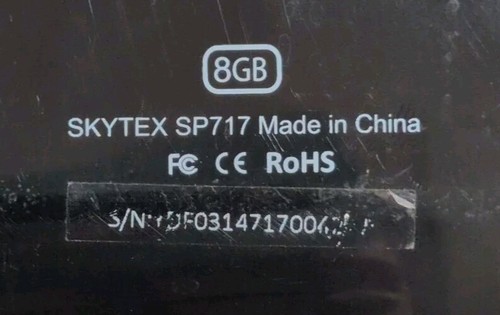 8GB
SKYTEX SP717 Made in China
FC CE RoHS